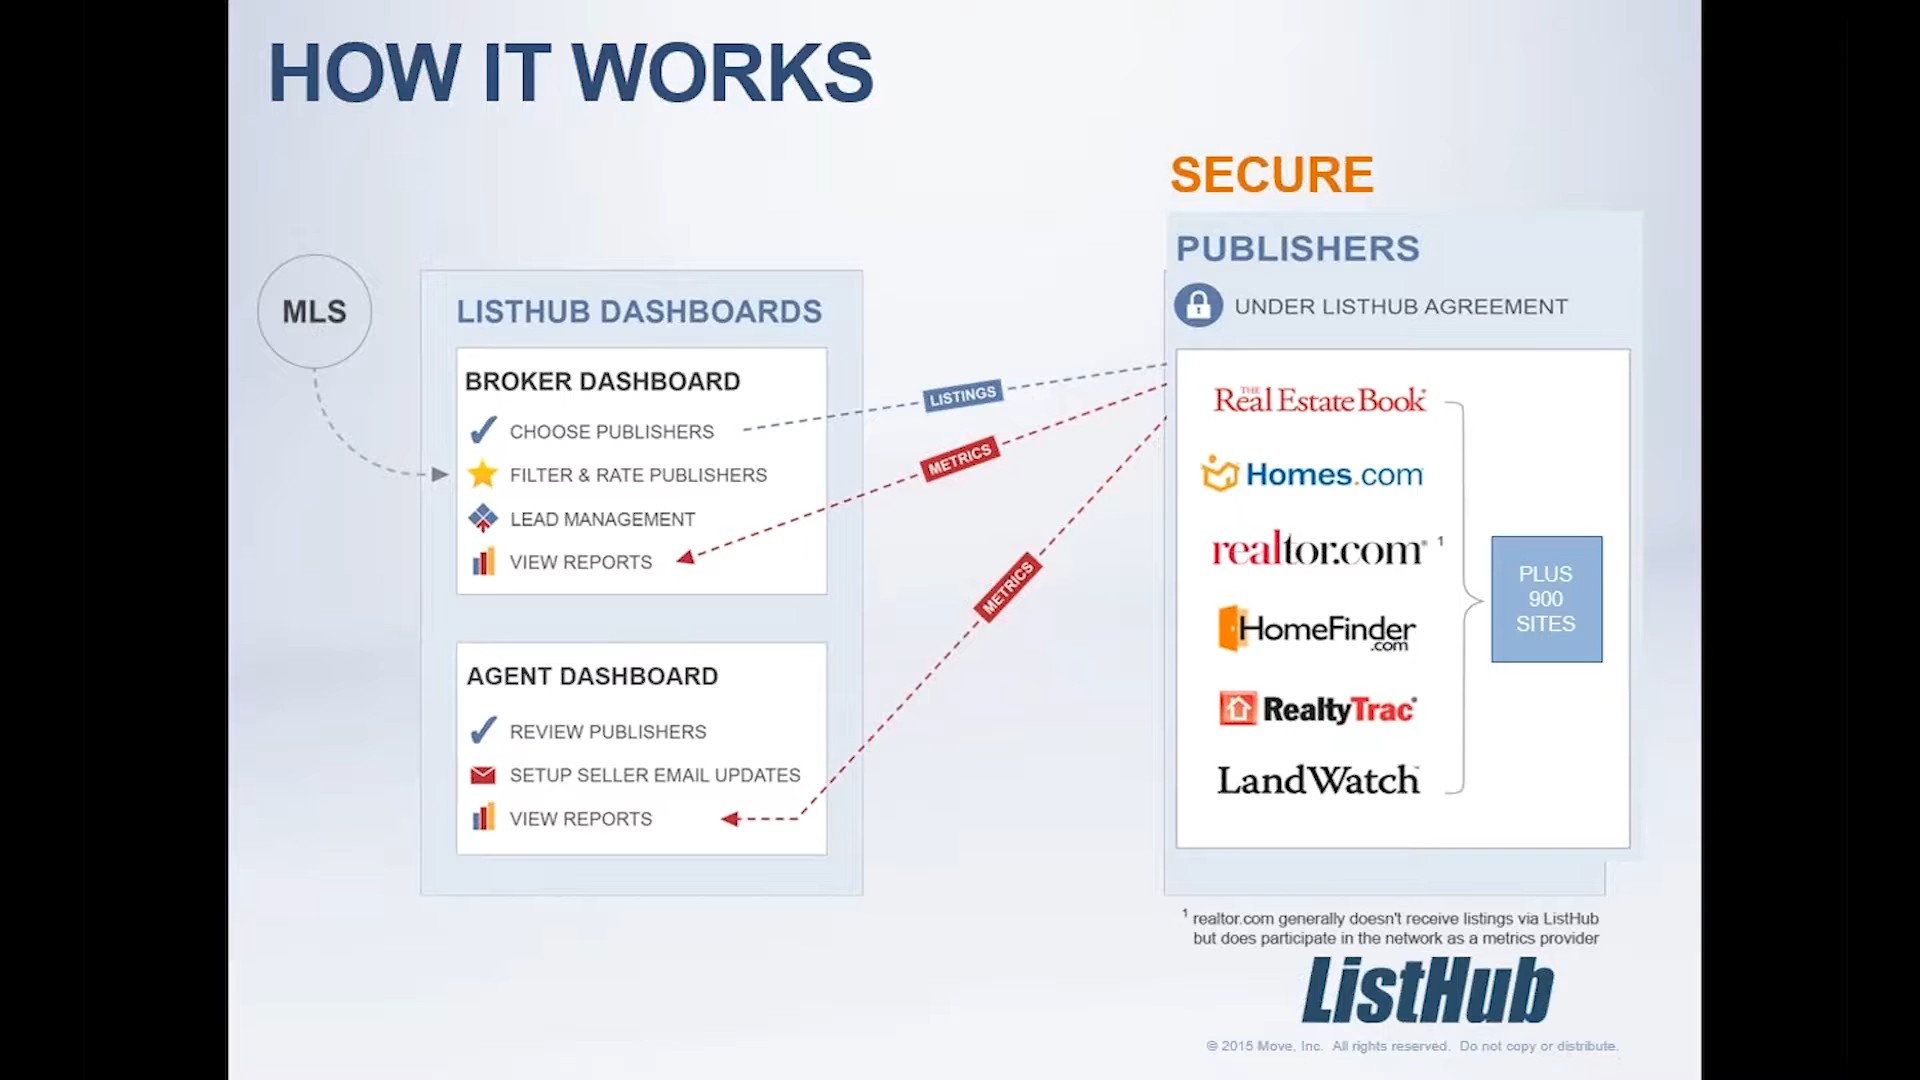 HOW IT WORKS
MLS
LISTHUB DASHBOARDS
BROKER DASHBOARD
CHOOSE PUBLISHERS
FILTER & RATE PUBLISHERS
LEAD MANAGEMENT
VIEW REPORTS
AGENT DASHBOARD
REVIEW PUBLISHERS
SETUP SELLER EMAIL UPDATES
VIEW REPORTS
LISTINGS
METRICS
METRICS
SECURE
PUBLISHERS
UNDER LISTHUB AGREEMENT
THE Real Estate Book®
Homes.com
realtor.com® 1
HomeFinder
.com
RealtyTrac®
LandWatch™
PLUS
900
SITES
1 realtor.com generally doesn't receive listings via ListHub
but does participate in the network as a metrics provider
ListHub
© 2015 Move, Inc. All rights reserved. Do not copy or distribute.